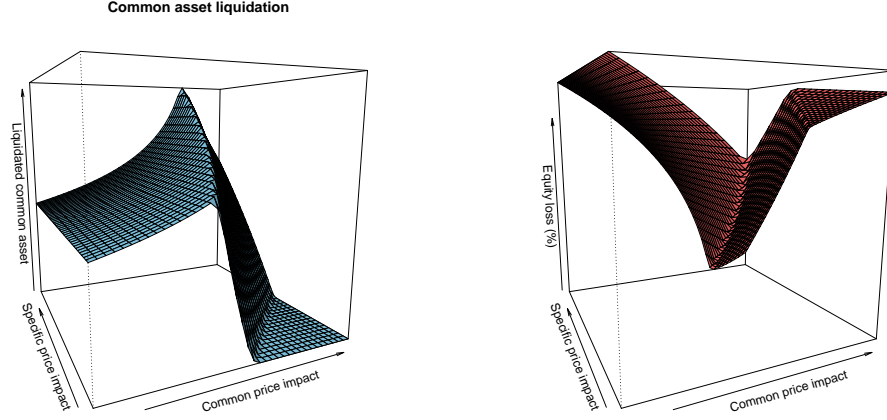 Common asset liquidation
Liquidated common asset
Specific price impact
Common price impact
Equity loss (%)
Specific price impact
Common price impact